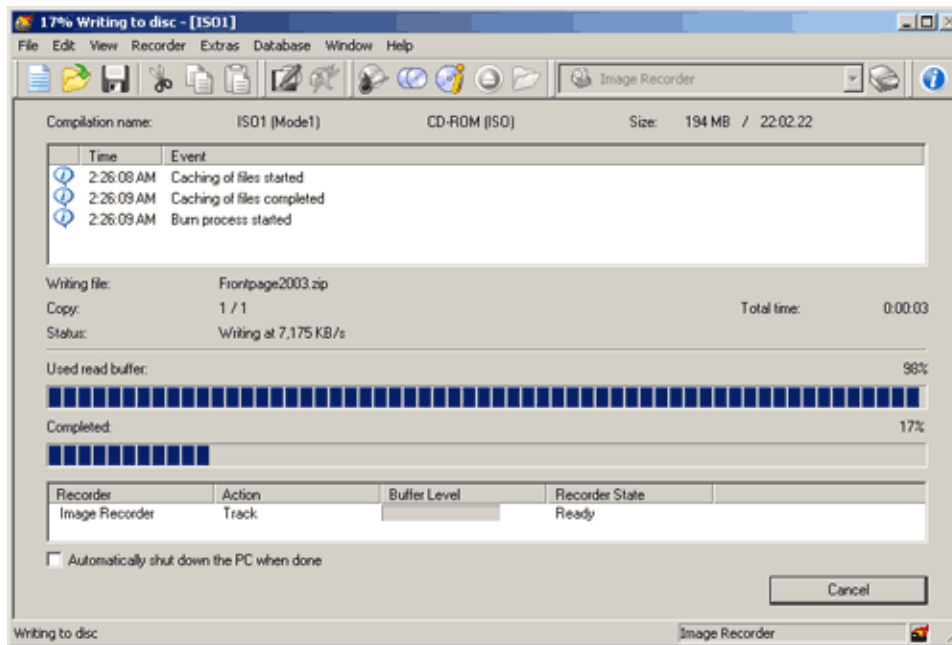 17% Writing to disc - [ISO1]
File Edit View Recorder Extras Database Window Help
Image Recorder
Compilation name: ISO1 (Mode1) CD-ROM (ISO) Size: 194 MB / 22:02.22
Time Event
2:26:08 AM Caching of files started
2:26:09 AM Caching of files completed
2:26:09 AM Burn process started
Writing file: Frontpage2003.zip
Copy: 1 / 1 Total time: 0:00:03
Status: Writing at 7,175 KB/s
Used read buffer: 98%
Completed: 17%
Recorder Action Buffer Level Recorder State
Image Recorder Track Ready
Automatically shut down the PC when done
Cancel
Writing to disc Image Recorder